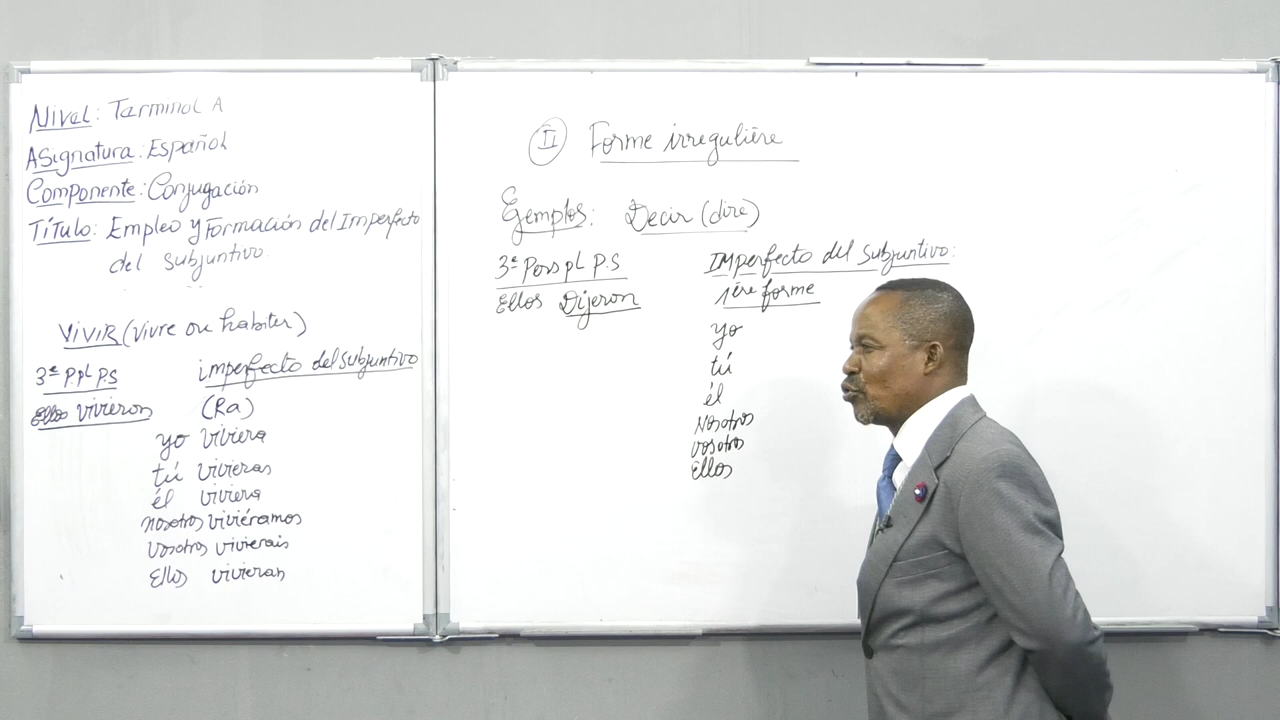 Nivel: Terminal A
Asignatura: Español
Componente: Conjugación
Título: Empleo y Formación del Imperfecto
del subjuntivo.
VIVIR (vivre ou habiter)
3e P.pl P.S
imperfecto del subjuntivo
Ellos vivieron
(Ra)
yo viviera
tú vivieras
él viviera
nosotros viviéramos
vosotros vivierais
Ellos vivieran
II Forme irregulière
Ejemplos: Decir (dire)
3e Pers pl P.S
Imperfecto del subjuntivo:
Ellos Dijeron
1ère forme
yo
tú
él
Nosotros
vosotros
Ellos